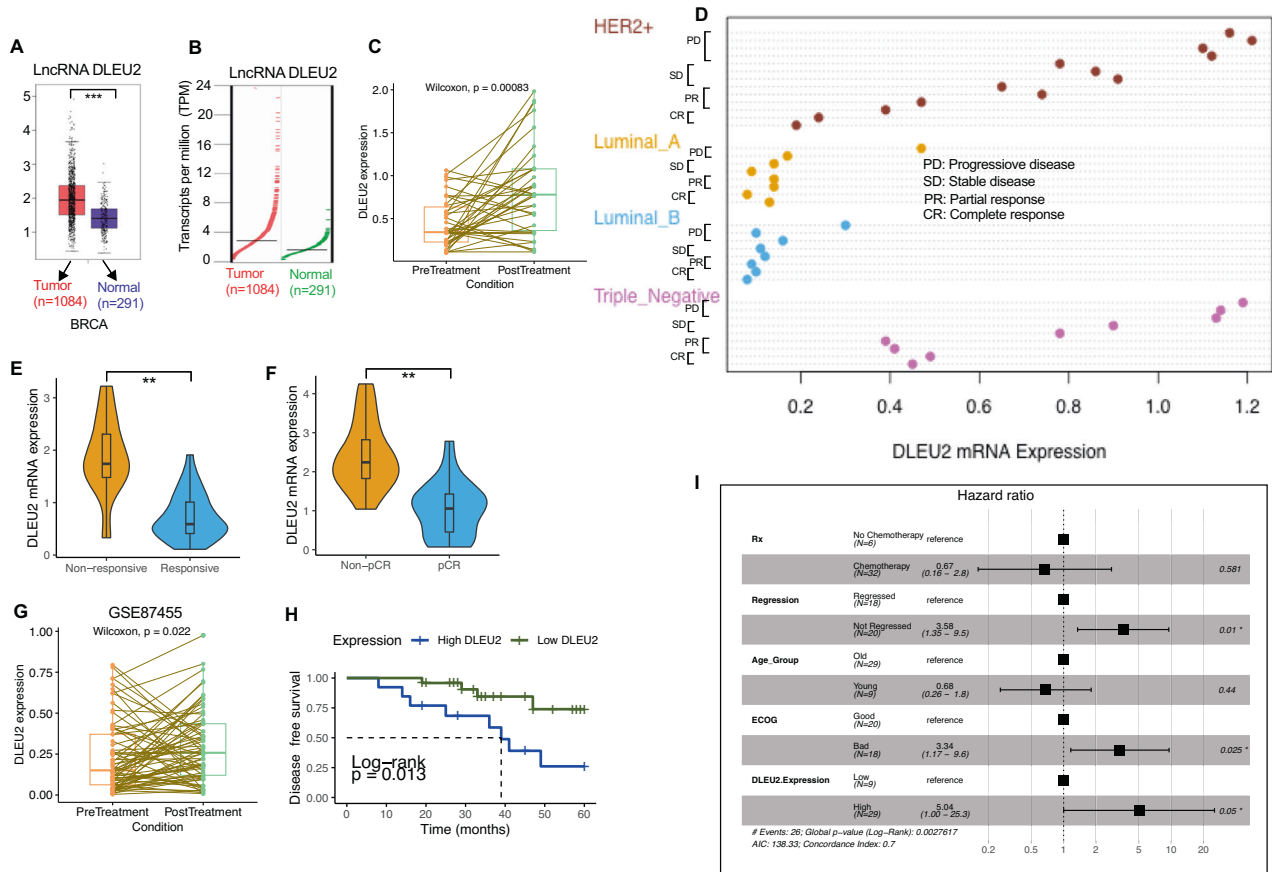 A
LncRNA DLEU2
***
5
4
3
2
1
Tumor
(n=1084)
Normal
(n=291)
BRCA
B
LncRNA DLEU2
Transcripts per million (TPM)
24
20
16
12
8
4
0
Tumor
(n=1084)
Normal
(n=291)
C
Wilcoxon, p = 0.00083
DLEU2 expression
2.0
1.5
1.0
0.5
PreTreatment
PostTreatment
Condition
D
HER2+
PD
SD
PR
CR
Luminal_A
PD
SD
PR
CR
Luminal_B
PD
SD
PR
CR
Triple_Negative
PD
SD
PR
CR
PD: Progressiove disease
SD: Stable disease
PR: Partial response
CR: Complete response
0.2 0.4 0.6 0.8 1.0 1.2
DLEU2 mRNA Expression
E
**
DLEU2 mRNA expression
3
2
1
0
Non-responsive
Responsive
F
**
DLEU2 mRNA expression
4
3
2
1
0
Non-pCR
pCR
G
GSE87455
Wilcoxon, p = 0.022
DLEU2 expression
1.00
0.75
0.50
0.25
0.00
PreTreatment
PostTreatment
Condition
H
Expression High DLEU2 Low DLEU2
Disease free survival
1.00
0.75
0.50
0.25
0.00
Log-rank
p = 0.013
0 10 20 30 40 50 60
Time (months)
I
Hazard ratio
Rx No Chemotherapy reference
(N=6)
Chemotherapy 0.67 0.581
(N=32) (0.16 - 2.8)
Regression Regressed reference
(N=18)
Not Regressed 3.58 0.01 *
(N=20) (1.35 - 9.5)
Age_Group Old reference
(N=29)
Young 0.68 0.44
(N=9) (0.26 - 1.8)
ECOG Good reference
(N=20)
Bad 3.34 0.025 *
(N=18) (1.17 - 9.6)
DLEU2.Expression Low reference
(N=9)
High 5.04 0.05 *
(N=29) (1.00 - 25.3)
# Events: 26; Global p-value (Log-Rank): 0.0027617
AIC: 138.33; Concordance Index: 0.7
0.2 0.5 1 2 5 10 20